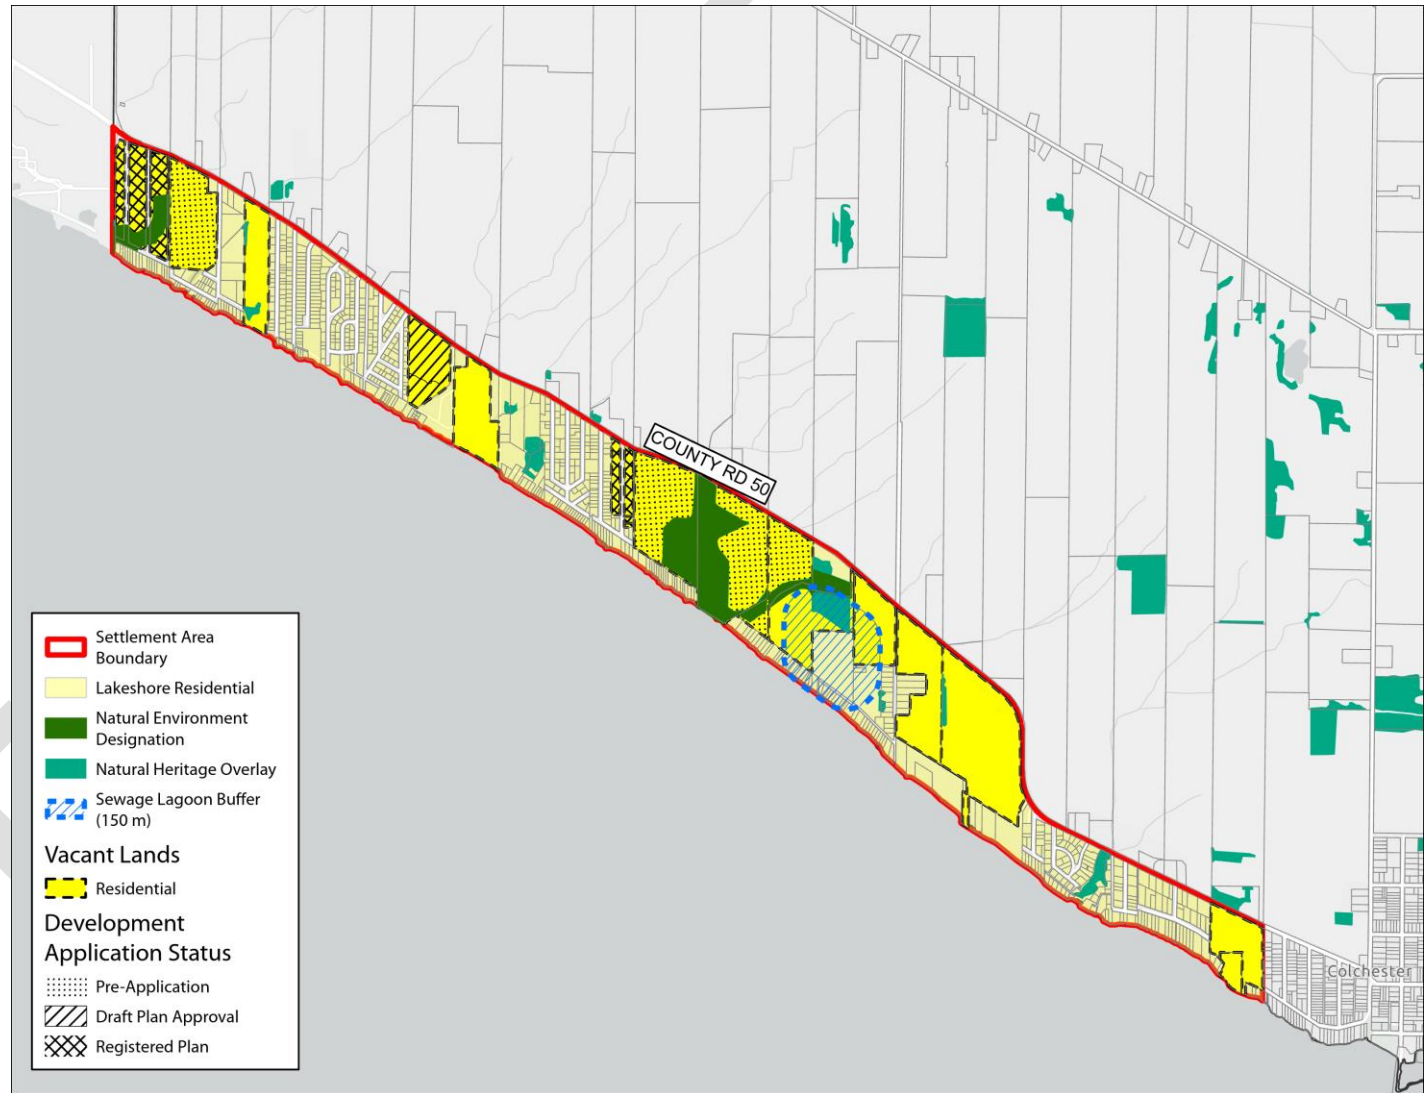 COUNTY RD 50
Settlement Area
Boundary
Lakeshore Residential
Natural Environment
Designation
Natural Heritage Overlay
Sewage Lagoon Buffer
(150 m)
Vacant Lands
Residential
Development
Application Status
Pre-Application
Draft Plan Approval
Registered Plan
Colchester